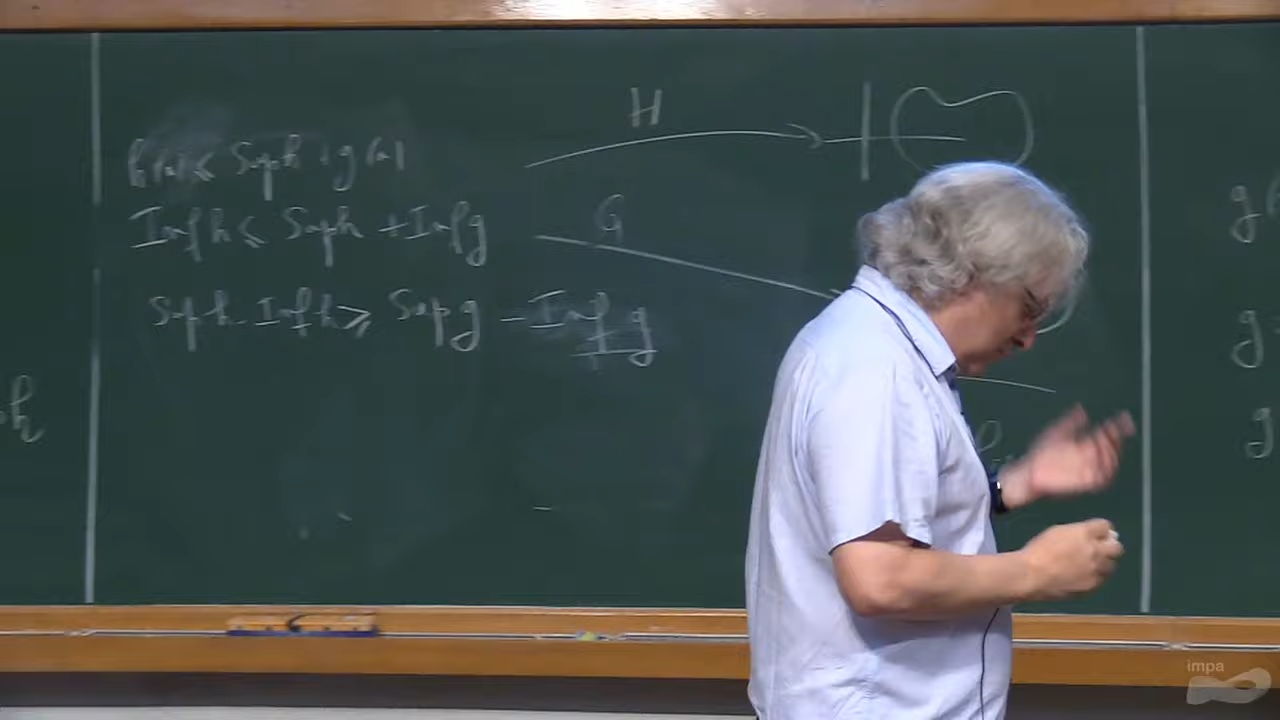 h(x) ≤ Sup h + g(x)
Inf h ≤ Sup h + Inf g
Sup h - Inf h ≥ Sup g - Inf g
H
G
h
g
g
g
impa